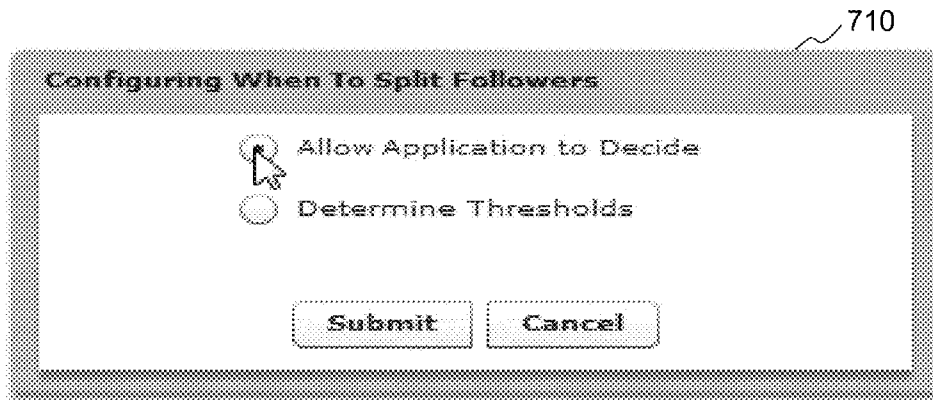 710
Configuring When To Split Followers
Allow Application to Decide
Determine Thresholds
Submit Cancel